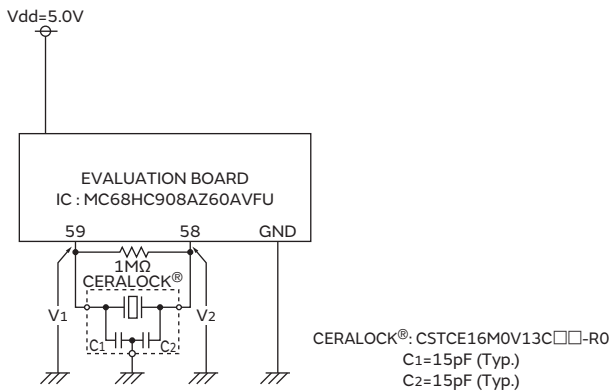 Vdd=5.0V
EVALUATION BOARD
IC : MC68HC908AZ60AVFU
59 58 GND
1MΩ
CERALOCK®
V1 V2
C1 C2
CERALOCK®: CSTCE16M0V13C□□-R0
C1=15pF (Typ.)
C2=15pF (Typ.)